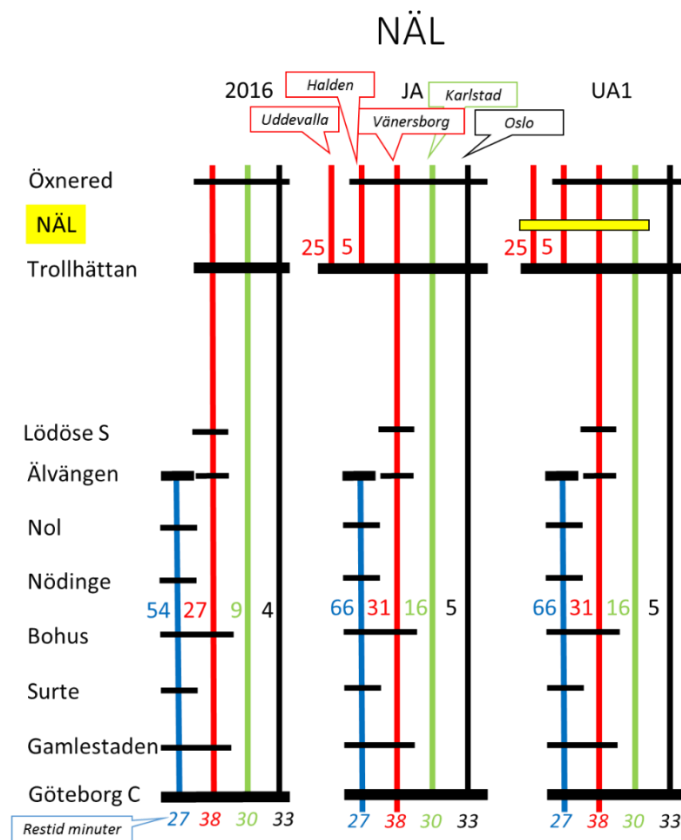 NÄL
2016 Halden JA Karlstad UA1
Uddevalla Vänersborg Oslo
Öxnered
NÄL
25 5 25 5
Trollhättan
Lödöse S
Älvängen
Nol
Nödinge
54 27 9 4 66 31 16 5 66 31 16 5
Bohus
Surte
Gamlestaden
Göteborg C
Restid minuter 27 38 30 33 27 38 30 33 27 38 30 33